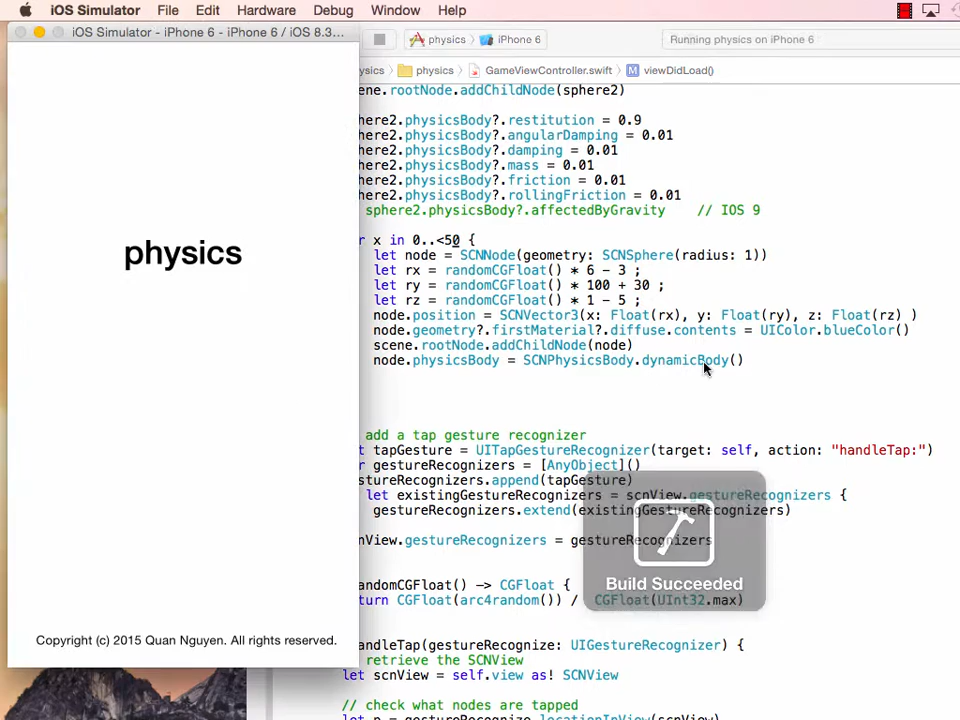 iOS Simulator File Edit Hardware Debug Window Help
iOS Simulator - iPhone 6 - iPhone 6 / iOS 8.3...
physics iPhone 6
Running physics on iPhone 6
ysics physics GameViewController.swift M viewDidLoad()
ene.rootNode.addChildNode(sphere2)
here2.physicsBody?.restitution = 0.9
here2.physicsBody?.angularDamping = 0.01
here2.physicsBody?.damping = 0.01
here2.physicsBody?.mass = 0.01
here2.physicsBody?.friction = 0.01
here2.physicsBody?.rollingFriction = 0.01
sphere2.physicsBody?.affectedByGravity // IOS 9
r x in 0..<50 {
let node = SCNNode(geometry: SCNSphere(radius: 1))
let rx = randomCGFloat() * 6 - 3 ;
let ry = randomCGFloat() * 100 + 30 ;
let rz = randomCGFloat() * 1 - 5 ;
node.position = SCNVector3(x: Float(rx), y: Float(ry), z: Float(rz) )
node.geometry?.firstMaterial?.diffuse.contents = UIColor.blueColor()
scene.rootNode.addChildNode(node)
node.physicsBody = SCNPhysicsBody.dynamicBody()
add a tap gesture recognizer
t tapGesture = UITapGestureRecognizer(target: self, action: "handleTap:")
r gestureRecognizers = [AnyObject]()
stureRecognizers.append(tapGesture)
let existingGestureRecognizers = scnView.gestureRecognizers {
gestureRecognizers.extend(existingGestureRecognizers)
nView.gestureRecognizers = gestureRecognizers
andomCGFloat() -> CGFloat {
turn CGFloat(arc4random()) / CGFloat(UInt32.max)
andleTap(gestureRecognize: UIGestureRecognizer) {
retrieve the SCNView
let scnView = self.view as! SCNView
// check what nodes are tapped
let p = gestureRecognize.locationInView(scnView)
Build Succeeded
physics
Copyright (c) 2015 Quan Nguyen. All rights reserved.